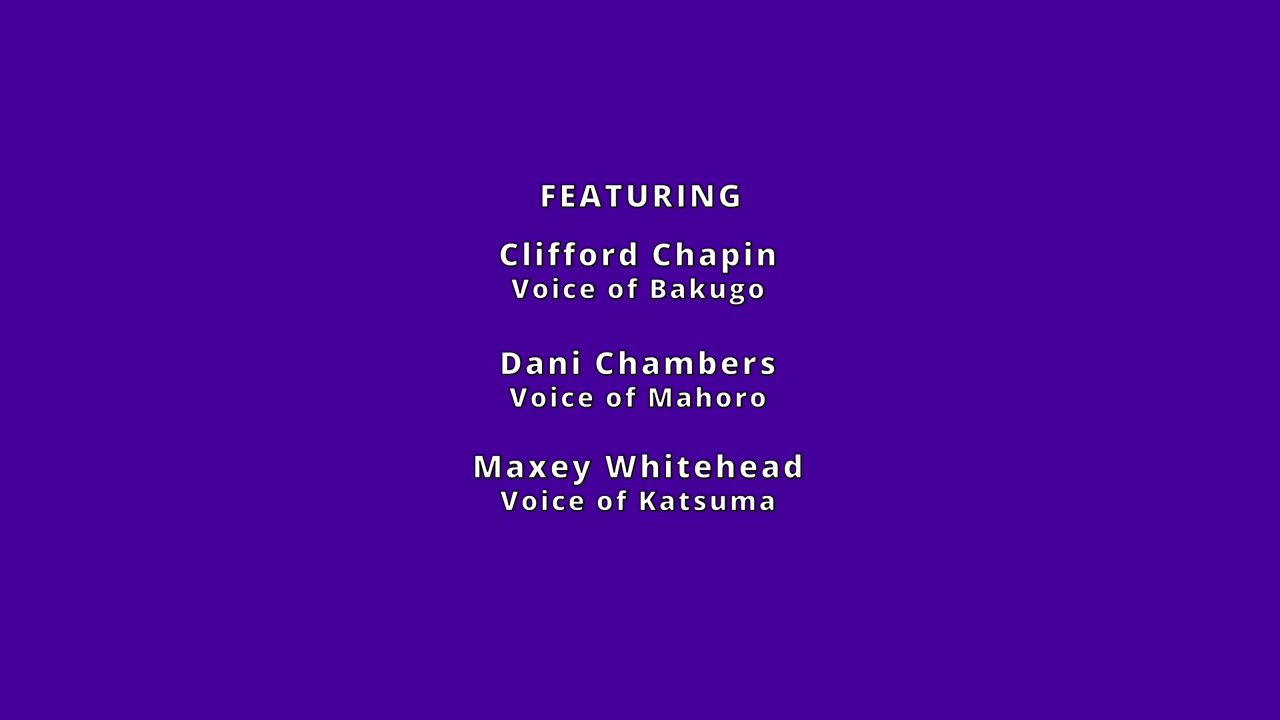 FEATURING
Clifford Chapin
Voice of Bakugo
Dani Chambers
Voice of Mahoro
Maxey Whitehead
Voice of Katsuma